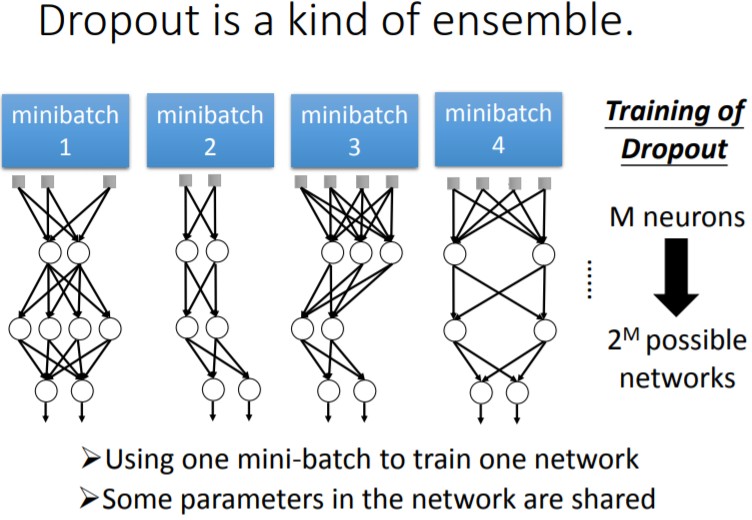 Dropout is a kind of ensemble.
minibatch
1
minibatch
2
minibatch
3
minibatch
4
Training of
Dropout
M neurons
2ᴹ possible
networks
......
➢Using one mini-batch to train one network
➢Some parameters in the network are shared